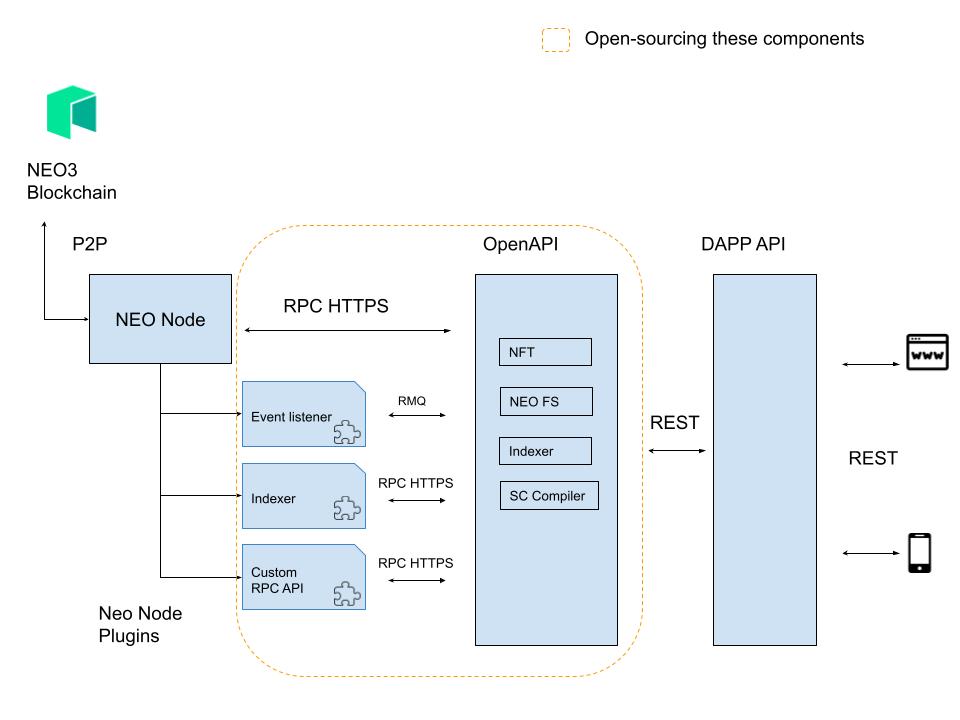 Open-sourcing these components
NEO3
Blockchain
P2P
OpenAPI
DAPP API
NEO Node
RPC HTTPS
NFT
WWW
Event listener
RMQ
NEO FS
REST
Indexer
REST
Indexer
RPC HTTPS
SC Compiler
Custom
RPC API
RPC HTTPS
Neo Node
Plugins